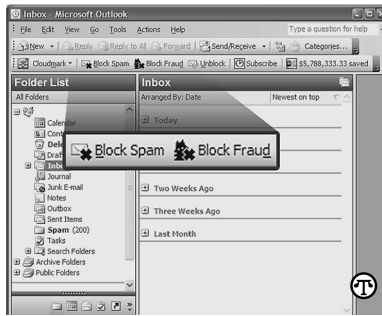 Inbox - Microsoft Outlook
File Edit View Go Tools Actions Help Type a question for help
New Reply Reply to All Forward Send/Receive Categories...
Cloudmark Block Spam Block Fraud Unblock Subscribe $5,788,333.33 saved
Folder List Inbox
All Folders Arranged By: Date Newest on top
Calendar Today
Cont
Dele
Draf
Inbo
Block Spam Block Fraud
Journal
Junk E-mail Two Weeks Ago
Notes
Outbox Three Weeks Ago
Sent Items
Spam (200) Last Month
Tasks
Search Folders
Archive Folders
Public Folders